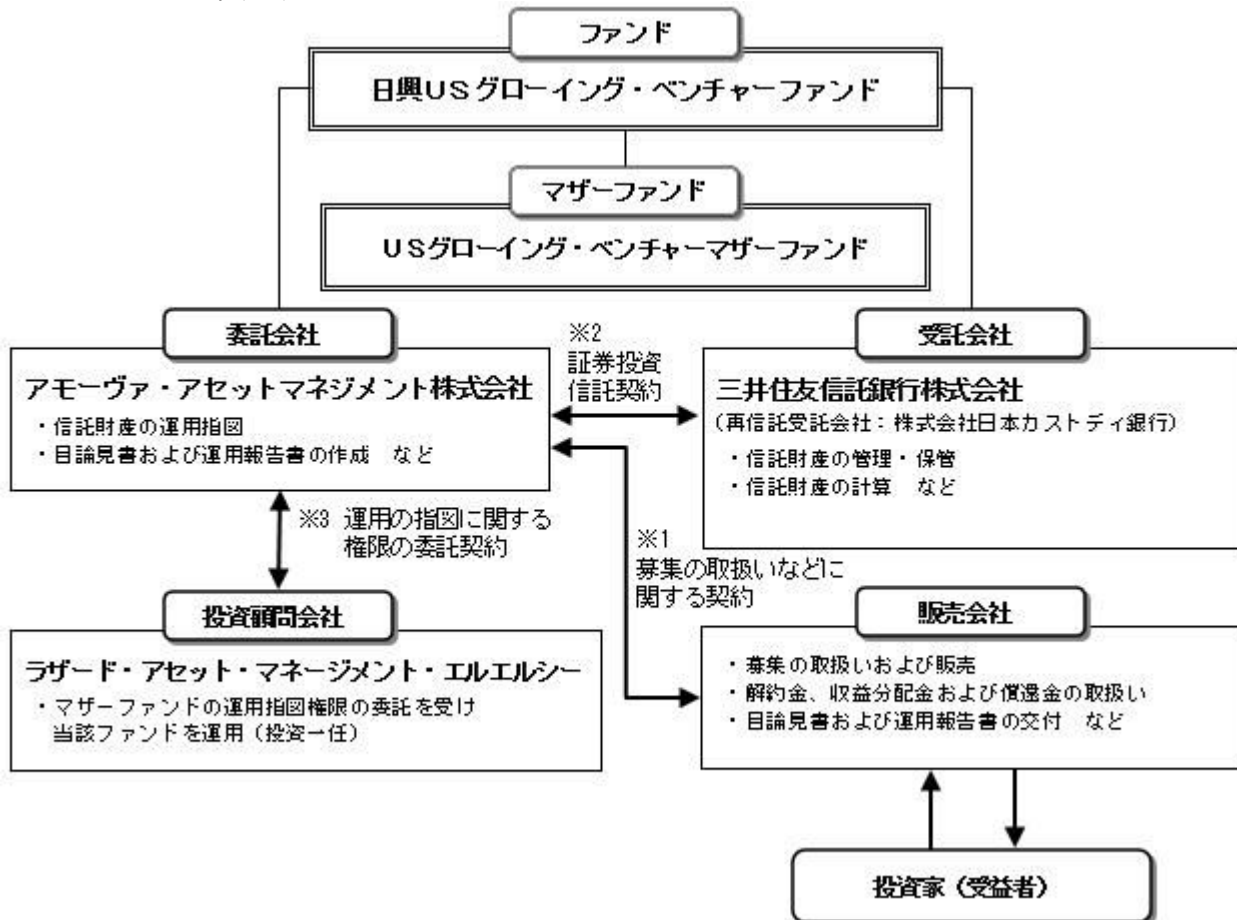 ファンド
日興USグローイング・ベンチャーファンド
マザーファンド
USグローイング・ベンチャーマザーファンド
委託会社
アモーヴァ・アセットマネジメント株式会社
・信託財産の運用指図
・目論見書および運用報告書の作成　など
※2
証券投資
信託契約
受託会社
三井住友信託銀行株式会社
(再信託受託会社：株式会社日本カストディ銀行)
・信託財産の管理・保管
・信託財産の計算　など
※3 運用の指図に関する
権限の委託契約
※1
募集の取扱いなどに
関する契約
投資顧問会社
ラザード・アセット・マネージメント・エルエルシー
・マザーファンドの運用指図権限の委託を受け
当該ファンドを運用（投資一任）
販売会社
・募集の取扱いおよび販売
・解約金、収益分配金および償還金の取扱い
・目論見書および運用報告書の交付　など
投資家（受益者）